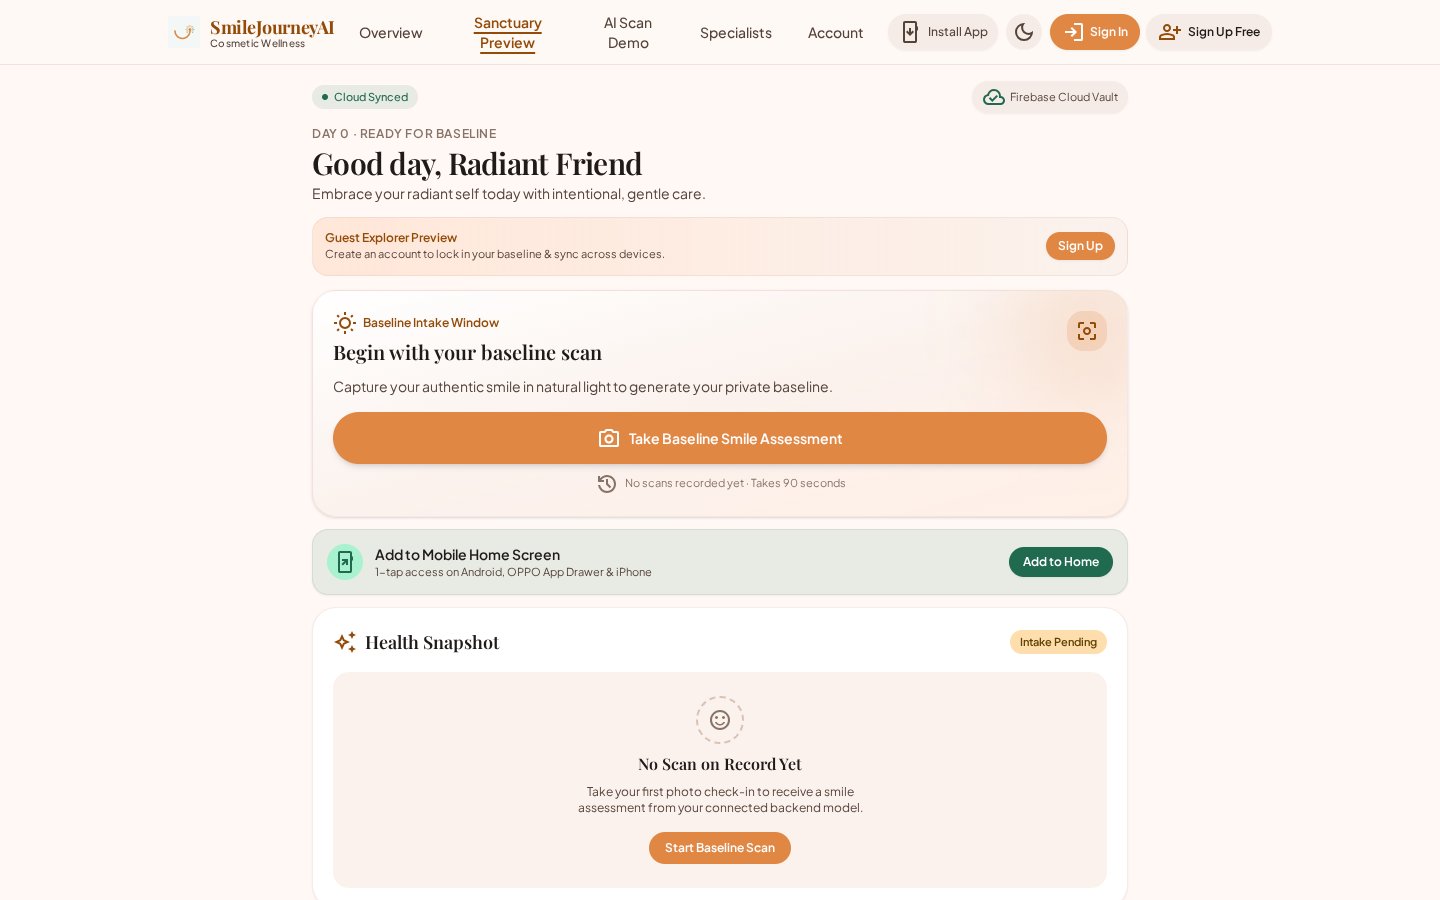 SmileJourneyAI
Cosmetic Wellness
Overview
Sanctuary
Preview
AI Scan
Demo
Specialists
Account
Install App
Sign In
Sign Up Free
Cloud Synced
Firebase Cloud Vault
DAY 0 · READY FOR BASELINE
Good day, Radiant Friend
Embrace your radiant self today with intentional, gentle care.
Guest Explorer Preview
Create an account to lock in your baseline & sync across devices.
Sign Up
Baseline Intake Window
Begin with your baseline scan
Capture your authentic smile in natural light to generate your private baseline.
Take Baseline Smile Assessment
No scans recorded yet · Takes 90 seconds
Add to Mobile Home Screen
1-tap access on Android, OPPO App Drawer & iPhone
Add to Home
Health Snapshot
Intake Pending
No Scan on Record Yet
Take your first photo check-in to receive a smile
assessment from your connected backend model.
Start Baseline Scan